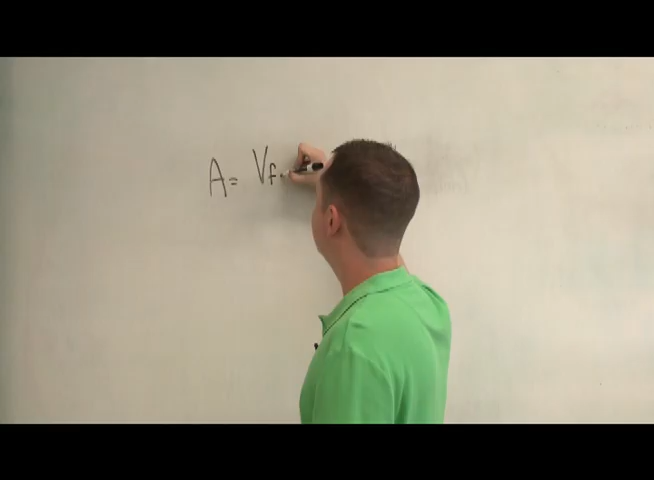 A = Vf -